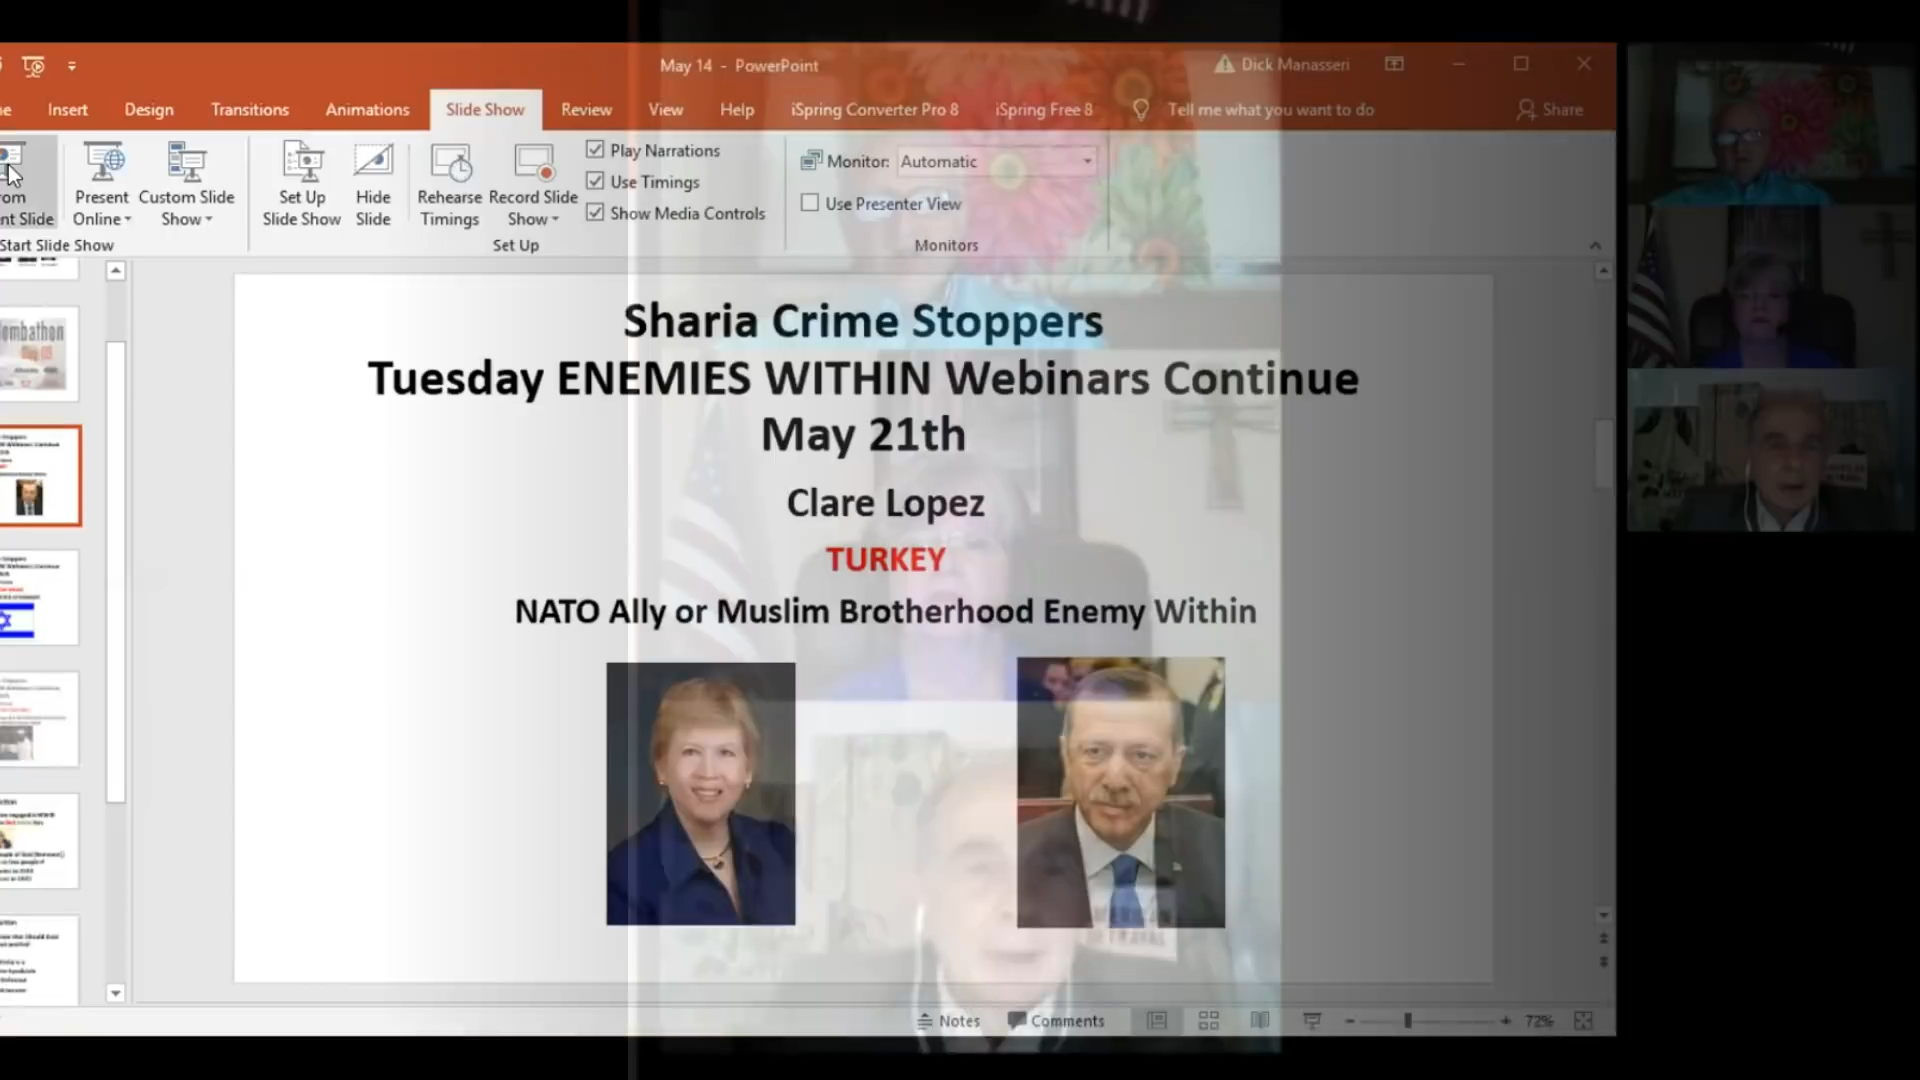 May 14 - PowerPoint
Dick Manasseri
Insert
Design
Transitions
Animations
Slide Show
Review
View
Help
iSpring Converter Pro 8
iSpring Free 8
Tell me what you want to do
Share
Present
Online
Custom Slide
Show
Set Up
Slide Show
Hide
Slide
Rehearse
Timings
Record Slide
Show
Play Narrations
Use Timings
Show Media Controls
Monitor: Automatic
Use Presenter View
Start Slide Show
Set Up
Monitors
Sharia Crime Stoppers
Tuesday ENEMIES WITHIN Webinars Continue
May 21th
Clare Lopez
TURKEY
NATO Ally or Muslim Brotherhood Enemy Within
Notes
Comments
72%